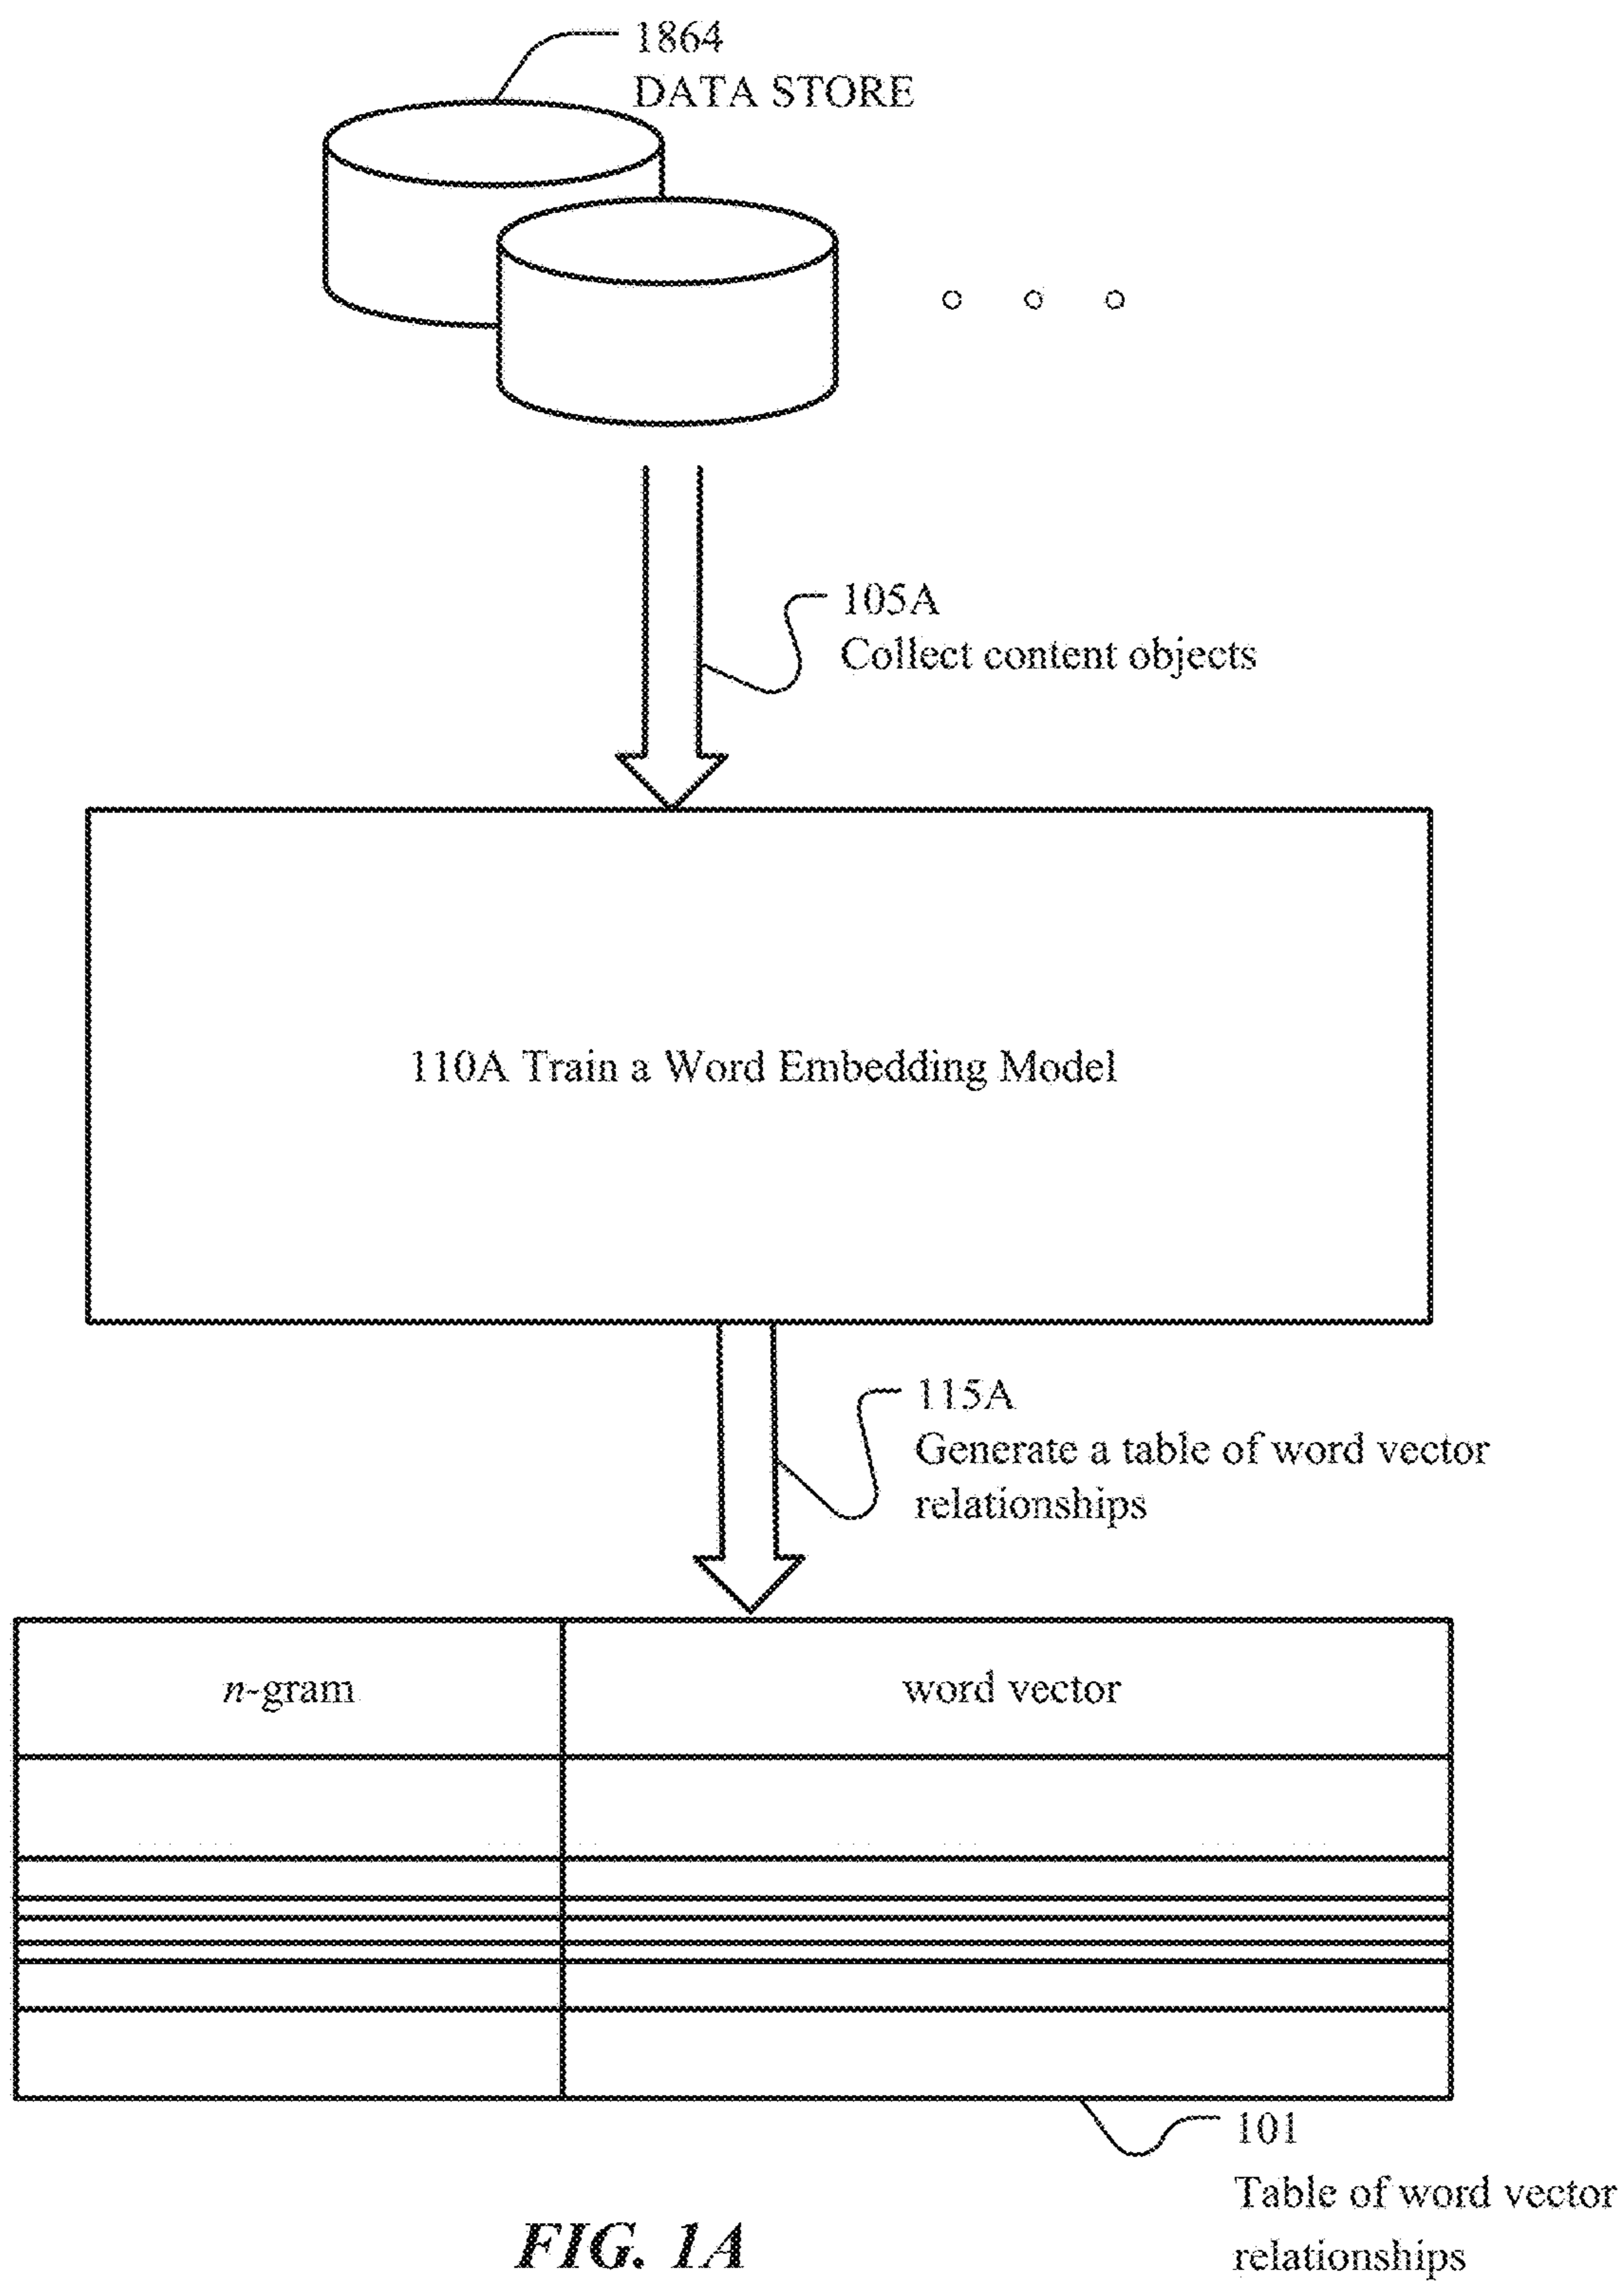 1864
DATA STORE
105A
Collect content objects
110A Train a Word Embedding Model
115A
Generate a table of word vector
relationships
n-gram
word vector
101
Table of word vector
relationships
FIG. 1A